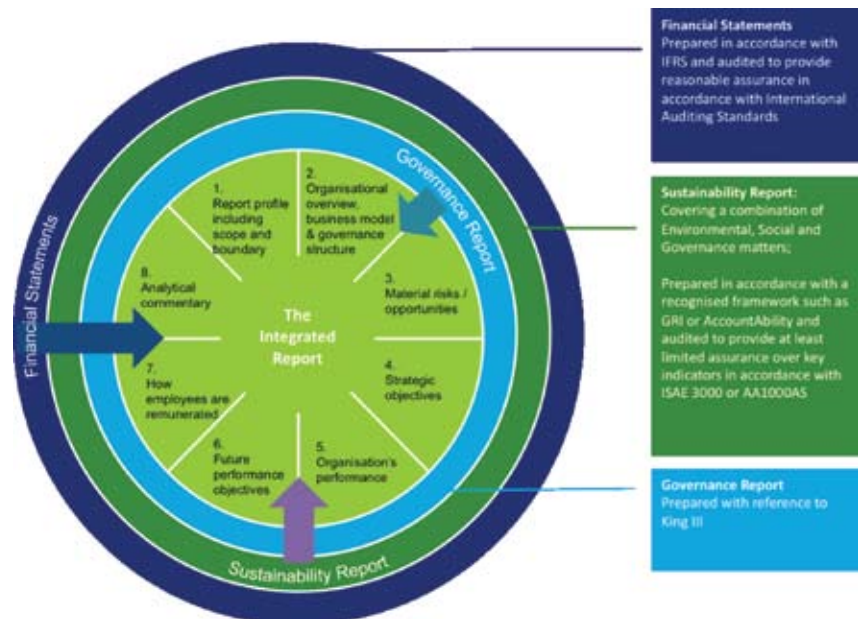 Financial Statements
Prepared in accordance with
IFRS and audited to provide
reasonable assurance in
accordance with International
Auditing Standards
Sustainability Report:
Covering a combination of
Environmental, Social and
Governance matters;
Prepared in accordance with a
recognised framework such as
GRI or AccountAbility and
audited to provide at least
limited assurance over key
indicators in accordance with
ISAE 3000 or AA1000AS
Governance Report
Prepared with reference to
King III
Financial Statements
Sustainability Report
Governance Report
The
Integrated
Report
1.
Report profile
including
scope and
boundary
2.
Organisational
overview,
business model
& governance
structure
3.
Material risks /
opportunities
4.
Strategic
objectives
5.
Organisation's
performance
6.
Future
performance
objectives
7.
How
employees are
remunerated
8.
Analytical
commentary